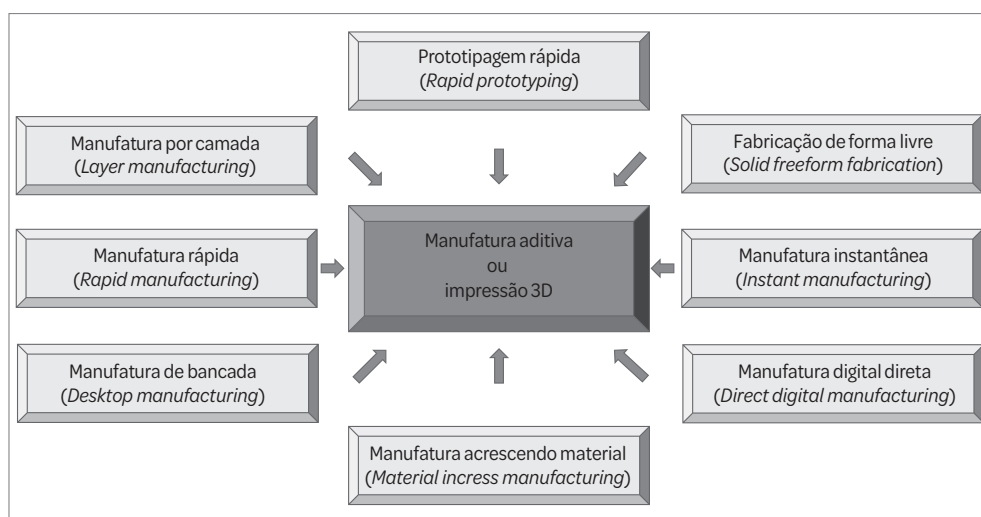 Prototipagem rápida
(Rapid prototyping)
Manufatura por camada
(Layer manufacturing)
Fabricação de forma livre
(Solid freeform fabrication)
Manufatura rápida
(Rapid manufacturing)
Manufatura aditiva
ou
impressão 3D
Manufatura instantânea
(Instant manufacturing)
Manufatura de bancada
(Desktop manufacturing)
Manufatura digital direta
(Direct digital manufacturing)
Manufatura acrescendo material
(Material incress manufacturing)